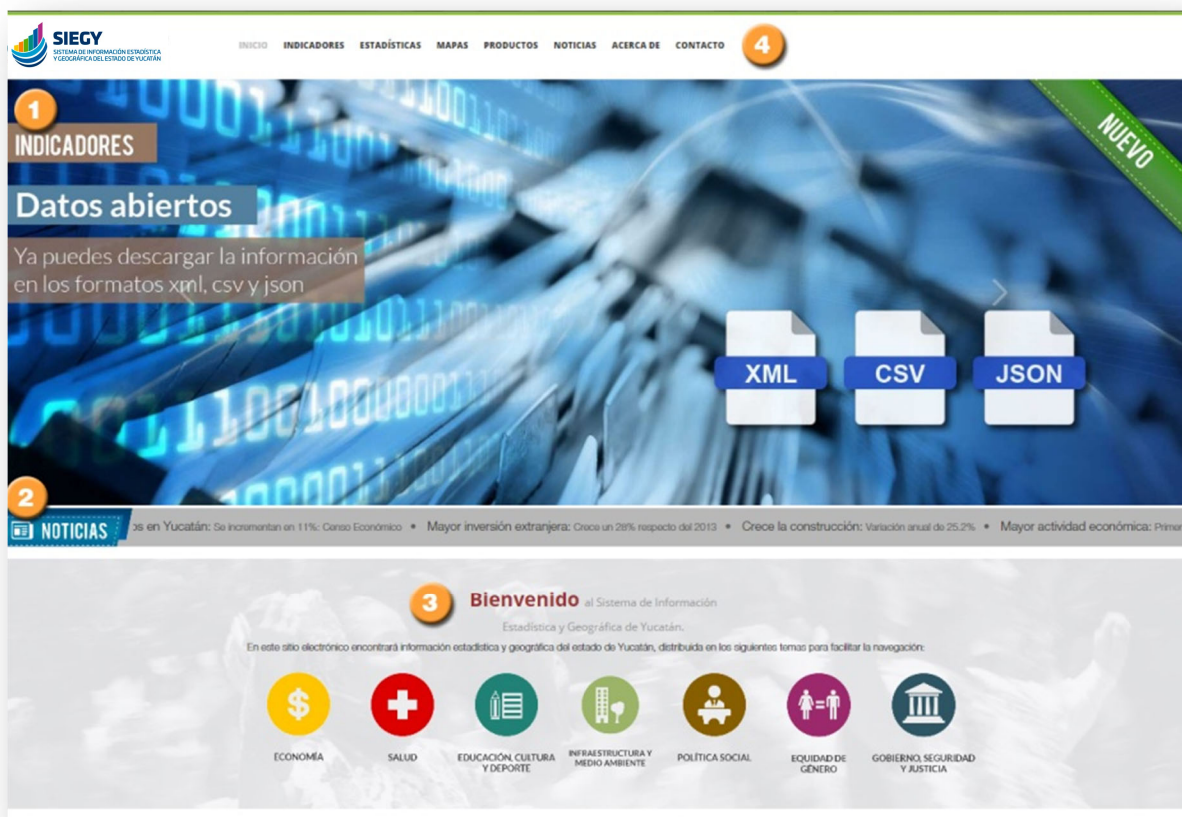 SIEGY
SISTEMA DE INFORMACIÓN ESTADÍSTICA
Y GEOGRÁFICA DEL ESTADO DE YUCATÁN
INICIO INDICADORES ESTADÍSTICAS MAPAS PRODUCTOS NOTICIAS ACERCA DE CONTACTO
4
1
INDICADORES
NUEVO
Datos abiertos
Ya puedes descargar la información
en los formatos xml, csv y json
XML CSV JSON
2
NOTICIAS
os en Yucatán: Se incrementan en 11%: Censo Económico • Mayor inversión extranjera: Crece un 28% respecto del 2013 • Crece la construcción: Variación anual de 25.2% • Mayor actividad económica: Primer
3
Bienvenido al Sistema de Información
Estadística y Geográfica de Yucatán.
En este sitio electrónico encontrará información estadística y geográfica del estado de Yucatán, distribuida en los siguientes temas para facilitar la navegación:
$
ECONOMÍA
SALUD
EDUCACIÓN, CULTURA
Y DEPORTE
INFRAESTRUCTURA Y
MEDIO AMBIENTE
POLÍTICA SOCIAL
EQUIDAD DE
GÉNERO
GOBIERNO, SEGURIDAD
Y JUSTICIA